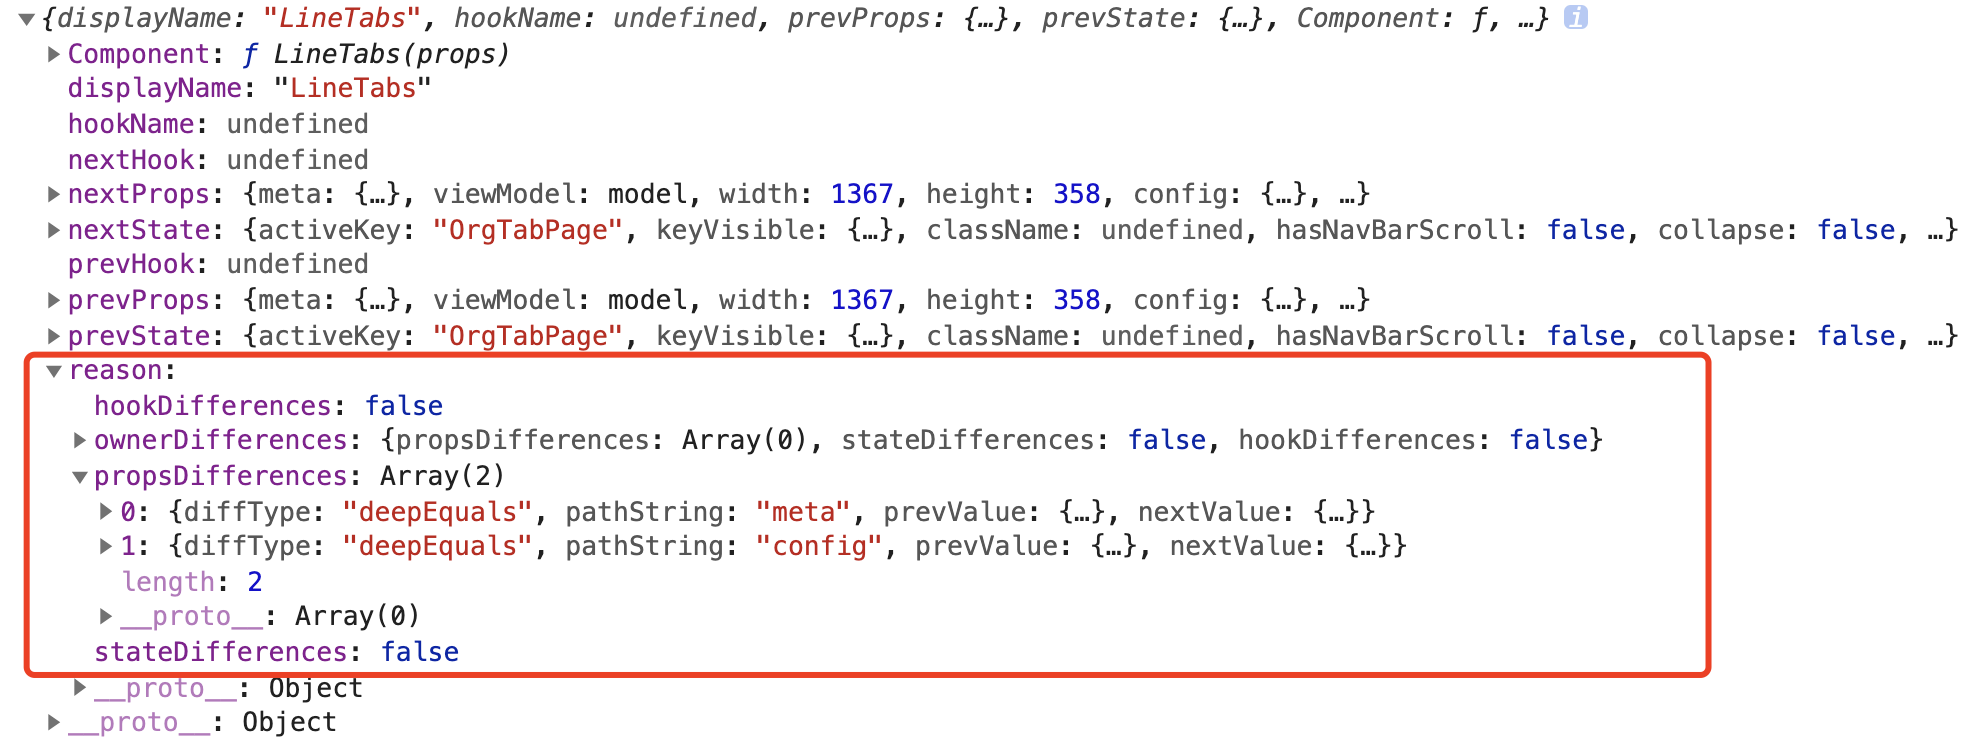 ▼{displayName: "LineTabs", hookName: undefined, prevProps: {…}, prevState: {…}, Component: ƒ, …} i
▶Component: ƒ LineTabs(props)
displayName: "LineTabs"
hookName: undefined
nextHook: undefined
▶nextProps: {meta: {…}, viewModel: model, width: 1367, height: 358, config: {…}, …}
▶nextState: {activeKey: "OrgTabPage", keyVisible: {…}, className: undefined, hasNavBarScroll: false, collapse: false, …}
prevHook: undefined
▶prevProps: {meta: {…}, viewModel: model, width: 1367, height: 358, config: {…}, …}
▶prevState: {activeKey: "OrgTabPage", keyVisible: {…}, className: undefined, hasNavBarScroll: false, collapse: false, …}
▼reason:
hookDifferences: false
▶ownerDifferences: {propsDifferences: Array(0), stateDifferences: false, hookDifferences: false}
▼propsDifferences: Array(2)
▶0: {diffType: "deepEquals", pathString: "meta", prevValue: {…}, nextValue: {…}}
▶1: {diffType: "deepEquals", pathString: "config", prevValue: {…}, nextValue: {…}}
length: 2
▶__proto__: Array(0)
stateDifferences: false
▶__proto__: Object
▶__proto__: Object